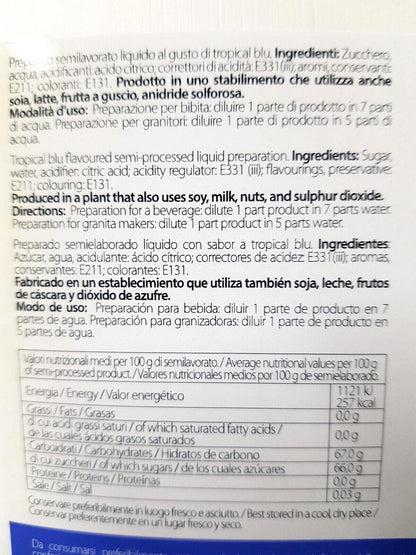 Preparato semilavorato liquido al gusto di tropical blu. Ingredienti: Zucchero,
acqua, acidificanti: acido citrico; correttori di acidità: E331(iii); aromi, conservanti:
E211; coloranti: E131. Prodotto in uno stabilimento che utilizza anche
soia, latte, frutta a guscio, anidride solforosa.
Modalità d'uso: Preparazione per bibita: diluire 1 parte di prodotto in 7 parti
di acqua. Preparazione per granitori: diluire 1 parte di prodotto in 5 parti di
acqua.
Tropical blu flavoured semi-processed liquid preparation. Ingredients: Sugar,
water, acidifier: citric acid; acidity regulator: E331 (iii); flavourings, preservative:
E211; colouring: E131.
Produced in a plant that also uses soy, milk, nuts, and sulphur dioxide.
Directions: Preparation for a beverage: dilute 1 part product in 7 parts water.
Preparation for granita makers: dilute 1 part product in 5 parts water.
Preparado semielaborado líquido con sabor a tropical blu. Ingredientes:
Azúcar, agua, acidulante: ácido cítrico; correctores de acidez: E331(iii); aromas,
conservantes: E211; colorantes: E131.
Fabricado en un establecimiento que utiliza también soja, leche, frutos
de cáscara y dióxido de azufre.
Modo de uso: Preparación para bebida: diluir 1 parte de producto en 7
partes de agua. Preparación para granizadoras: diluir 1 parte de producto en
5 partes de agua.
Valori nutrizionali medi per 100 g di semilavorato. / Average nutritional values per 100 g
of semi-processed product. / Valores nutricionales medios por 100 g de semielaborado.
Energia / Energy / Valor energético 1121 kJ
257 kcal
Grassi / Fats / Grasas 0,0 g
di cui acidi grassi saturi / of which saturated fatty acids /
de las cuales ácidos grasos saturados 0,0 g
Carboidrati / Carbohydrates / Hidratos de carbono 67,0 g
di cui zuccheri / of which sugars / de los cuales azúcares 66,0 g
Proteine / Proteins / Proteínas 0,0 g
Sale / Salt / Sal 0,03 g
Conservare preferibilmente in luogo fresco e asciutto. / Best stored in a cool, dry place. /
Conservar preferentemente en un lugar fresco y seco.
Da consumarsi preferibilmente